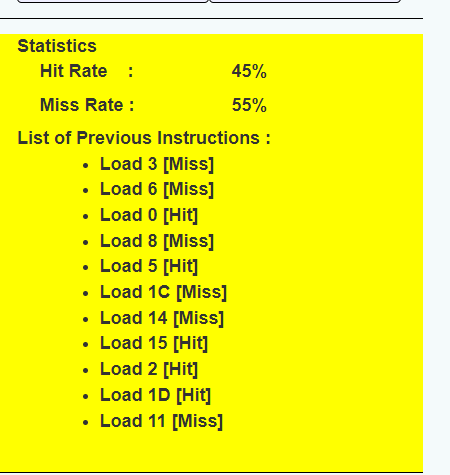 Statistics
Hit Rate : 45%
Miss Rate : 55%
List of Previous Instructions :
• Load 3 [Miss]
• Load 6 [Miss]
• Load 0 [Hit]
• Load 8 [Miss]
• Load 5 [Hit]
• Load 1C [Miss]
• Load 14 [Miss]
• Load 15 [Hit]
• Load 2 [Hit]
• Load 1D [Hit]
• Load 11 [Miss]